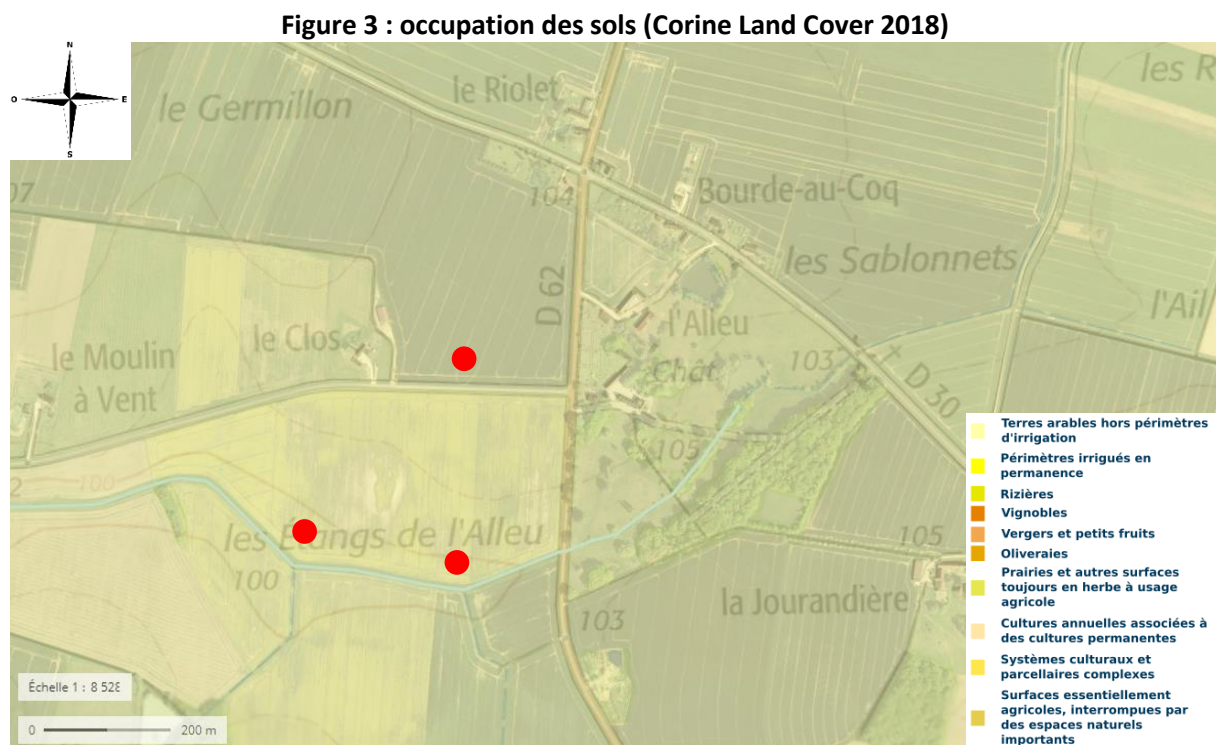 Figure 3 : occupation des sols (Corine Land Cover 2018)
N
O
E
S
le Germillon
le Riolet
les R
07
104
Bourde-au-Coq
les Sablonnets
l'Ail
D 62
le Clos
le Moulin
à Vent
l'Alleu
Chât
103
D 30
105
2
100
les Étangs de l'Alleu
100
105
la Jourandière
103
Terres arables hors périmètres
d'irrigation
Périmètres irrigués en
permanence
Rizières
Vignobles
Vergers et petits fruits
Oliveraies
Prairies et autres surfaces
toujours en herbe à usage
agricole
Cultures annuelles associées à
des cultures permanentes
Systèmes culturaux et
parcellaires complexes
Surfaces essentiellement
agricoles, interrompues par
des espaces naturels
importants
Échelle 1 : 8 528
0
200 m